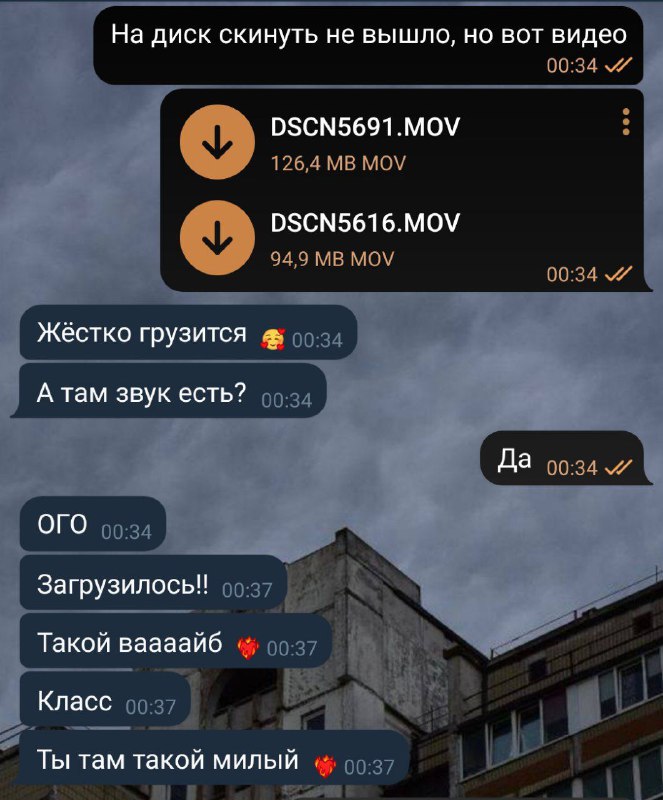 На диск скинуть не вышло, но вот видео
00:34
DSCN5691.MOV
126,4 MB MOV
DSCN5616.MOV
94,9 MB MOV
00:34
Жёстко грузится 🥰 00:34
А там звук есть? 00:34
Да 00:34
ОГО 00:34
Загрузилось!! 00:37
Такой ваааайб ❤️‍🔥 00:37
Класс 00:37
Ты там такой милый ❤️‍🔥 00:37